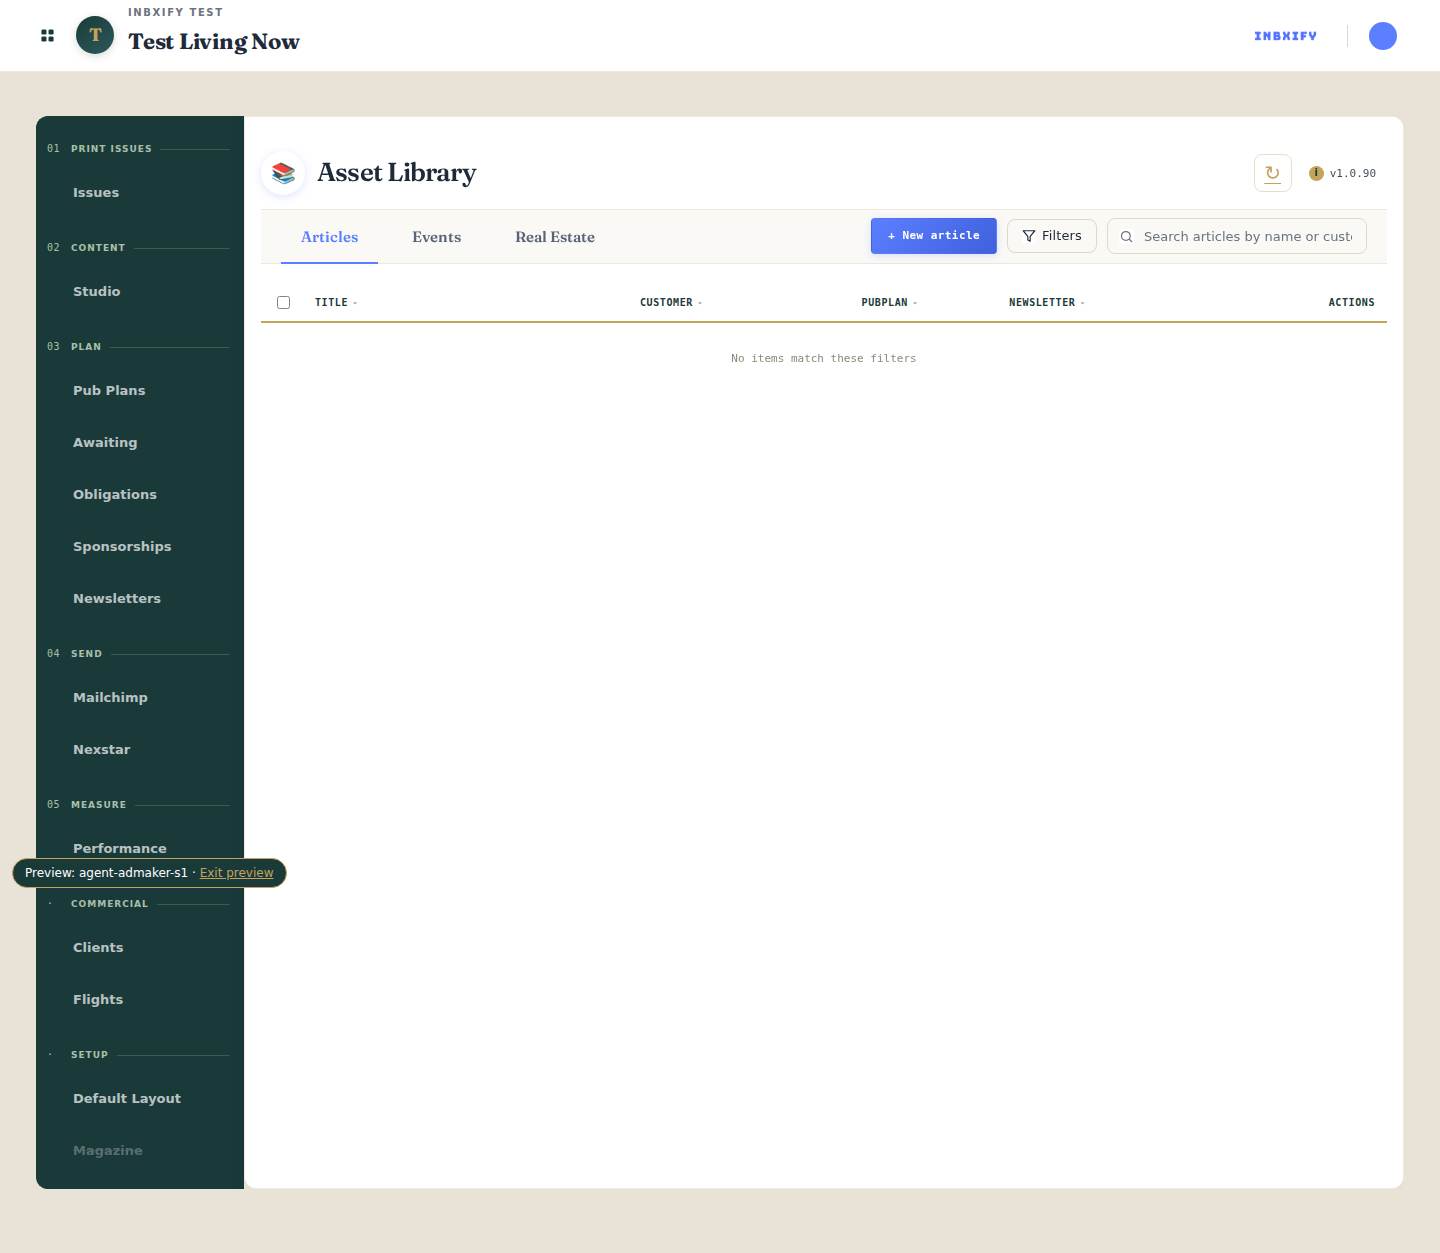 INBXIFY TEST
T
Test Living Now
INBXIFY
01 PRINT ISSUES
Issues
02 CONTENT
Studio
03 PLAN
Pub Plans
Awaiting
Obligations
Sponsorships
Newsletters
04 SEND
Mailchimp
Nexstar
05 MEASURE
Performance
Preview: agent-admaker-s1 · Exit preview
· COMMERCIAL
Clients
Flights
· SETUP
Default Layout
Magazine
Asset Library
↻
i v1.0.90
Articles Events Real Estate
+ New article
Filters
Search articles by name or custo
TITLE - CUSTOMER - PUBPLAN - NEWSLETTER - ACTIONS
No items match these filters